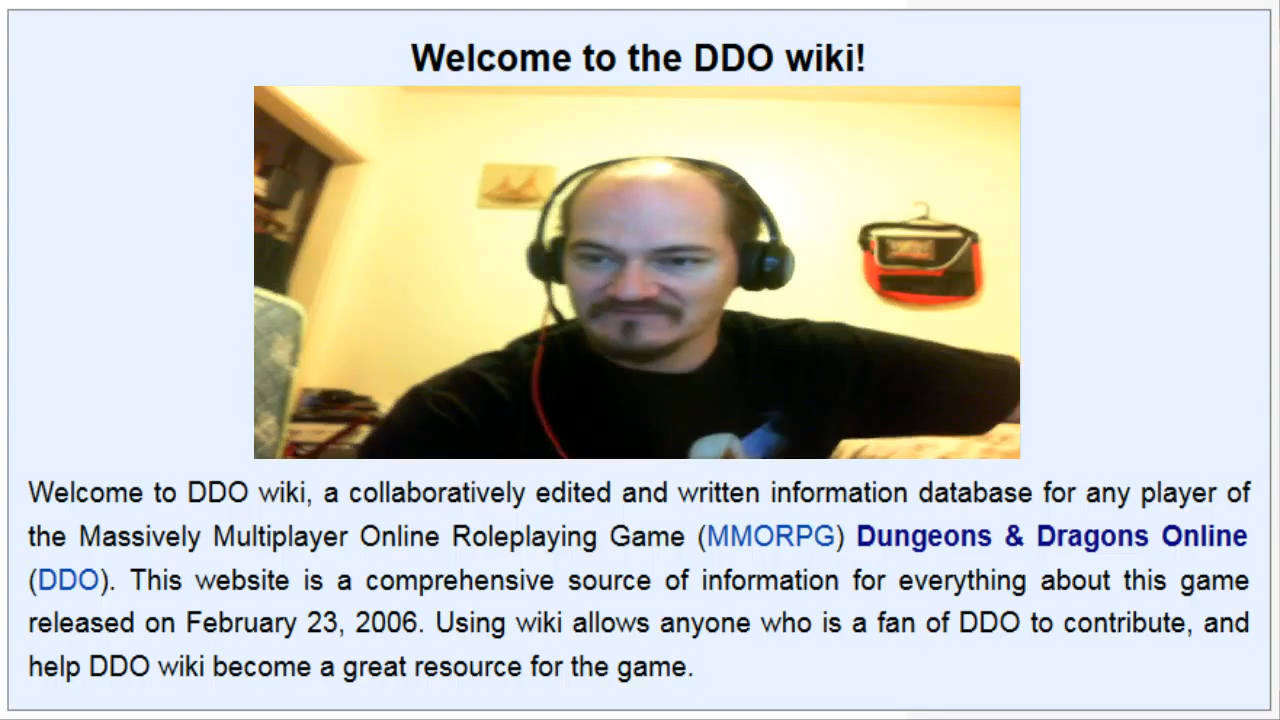 Welcome to the DDO wiki!
Welcome to DDO wiki, a collaboratively edited and written information database for any player of
the Massively Multiplayer Online Roleplaying Game (MMORPG) Dungeons & Dragons Online
(DDO). This website is a comprehensive source of information for everything about this game
released on February 23, 2006. Using wiki allows anyone who is a fan of DDO to contribute, and
help DDO wiki become a great resource for the game.